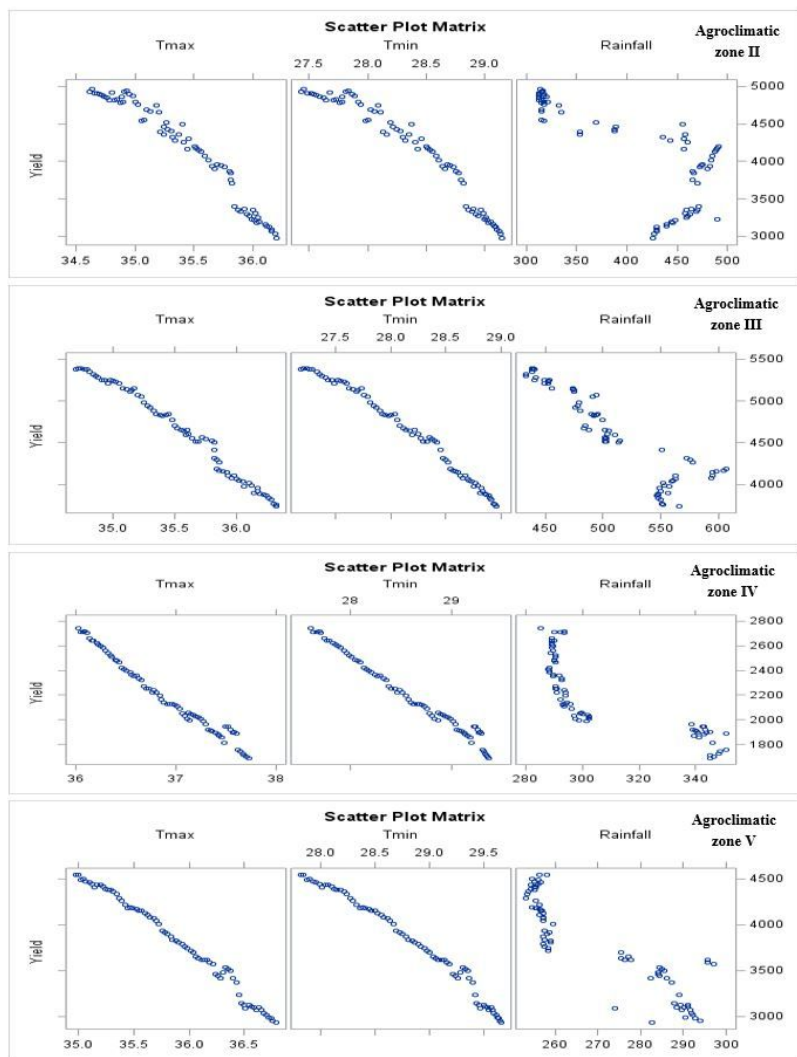 Scatter Plot Matrix
Agroclimatic
zone II
Tmax
Tmin
Rainfall
27.5 28.0 28.5 29.0
Yield
5000
4500
4000
3500
3000
34.5 35.0 35.5 36.0
300 400 450 500
Scatter Plot Matrix
Agroclimatic
zone III
Tmax
Tmin
Rainfall
27.5 28.0 28.5 29.0
Yield
5500
5000
4500
4000
35.0 35.5 36.0
450 500 550 600
Scatter Plot Matrix
Agroclimatic
zone IV
Tmax
Tmin
Rainfall
28 29
Yield
2800
2600
2400
2200
2000
1800
36 37 38
280 300 320 340
Scatter Plot Matrix
Agroclimatic
zone V
Tmax
Tmin
Rainfall
28.0 28.5 29.0 29.5
Yield
4500
4000
3500
3000
35.0 35.5 36.0 36.5
260 270 280 290 300